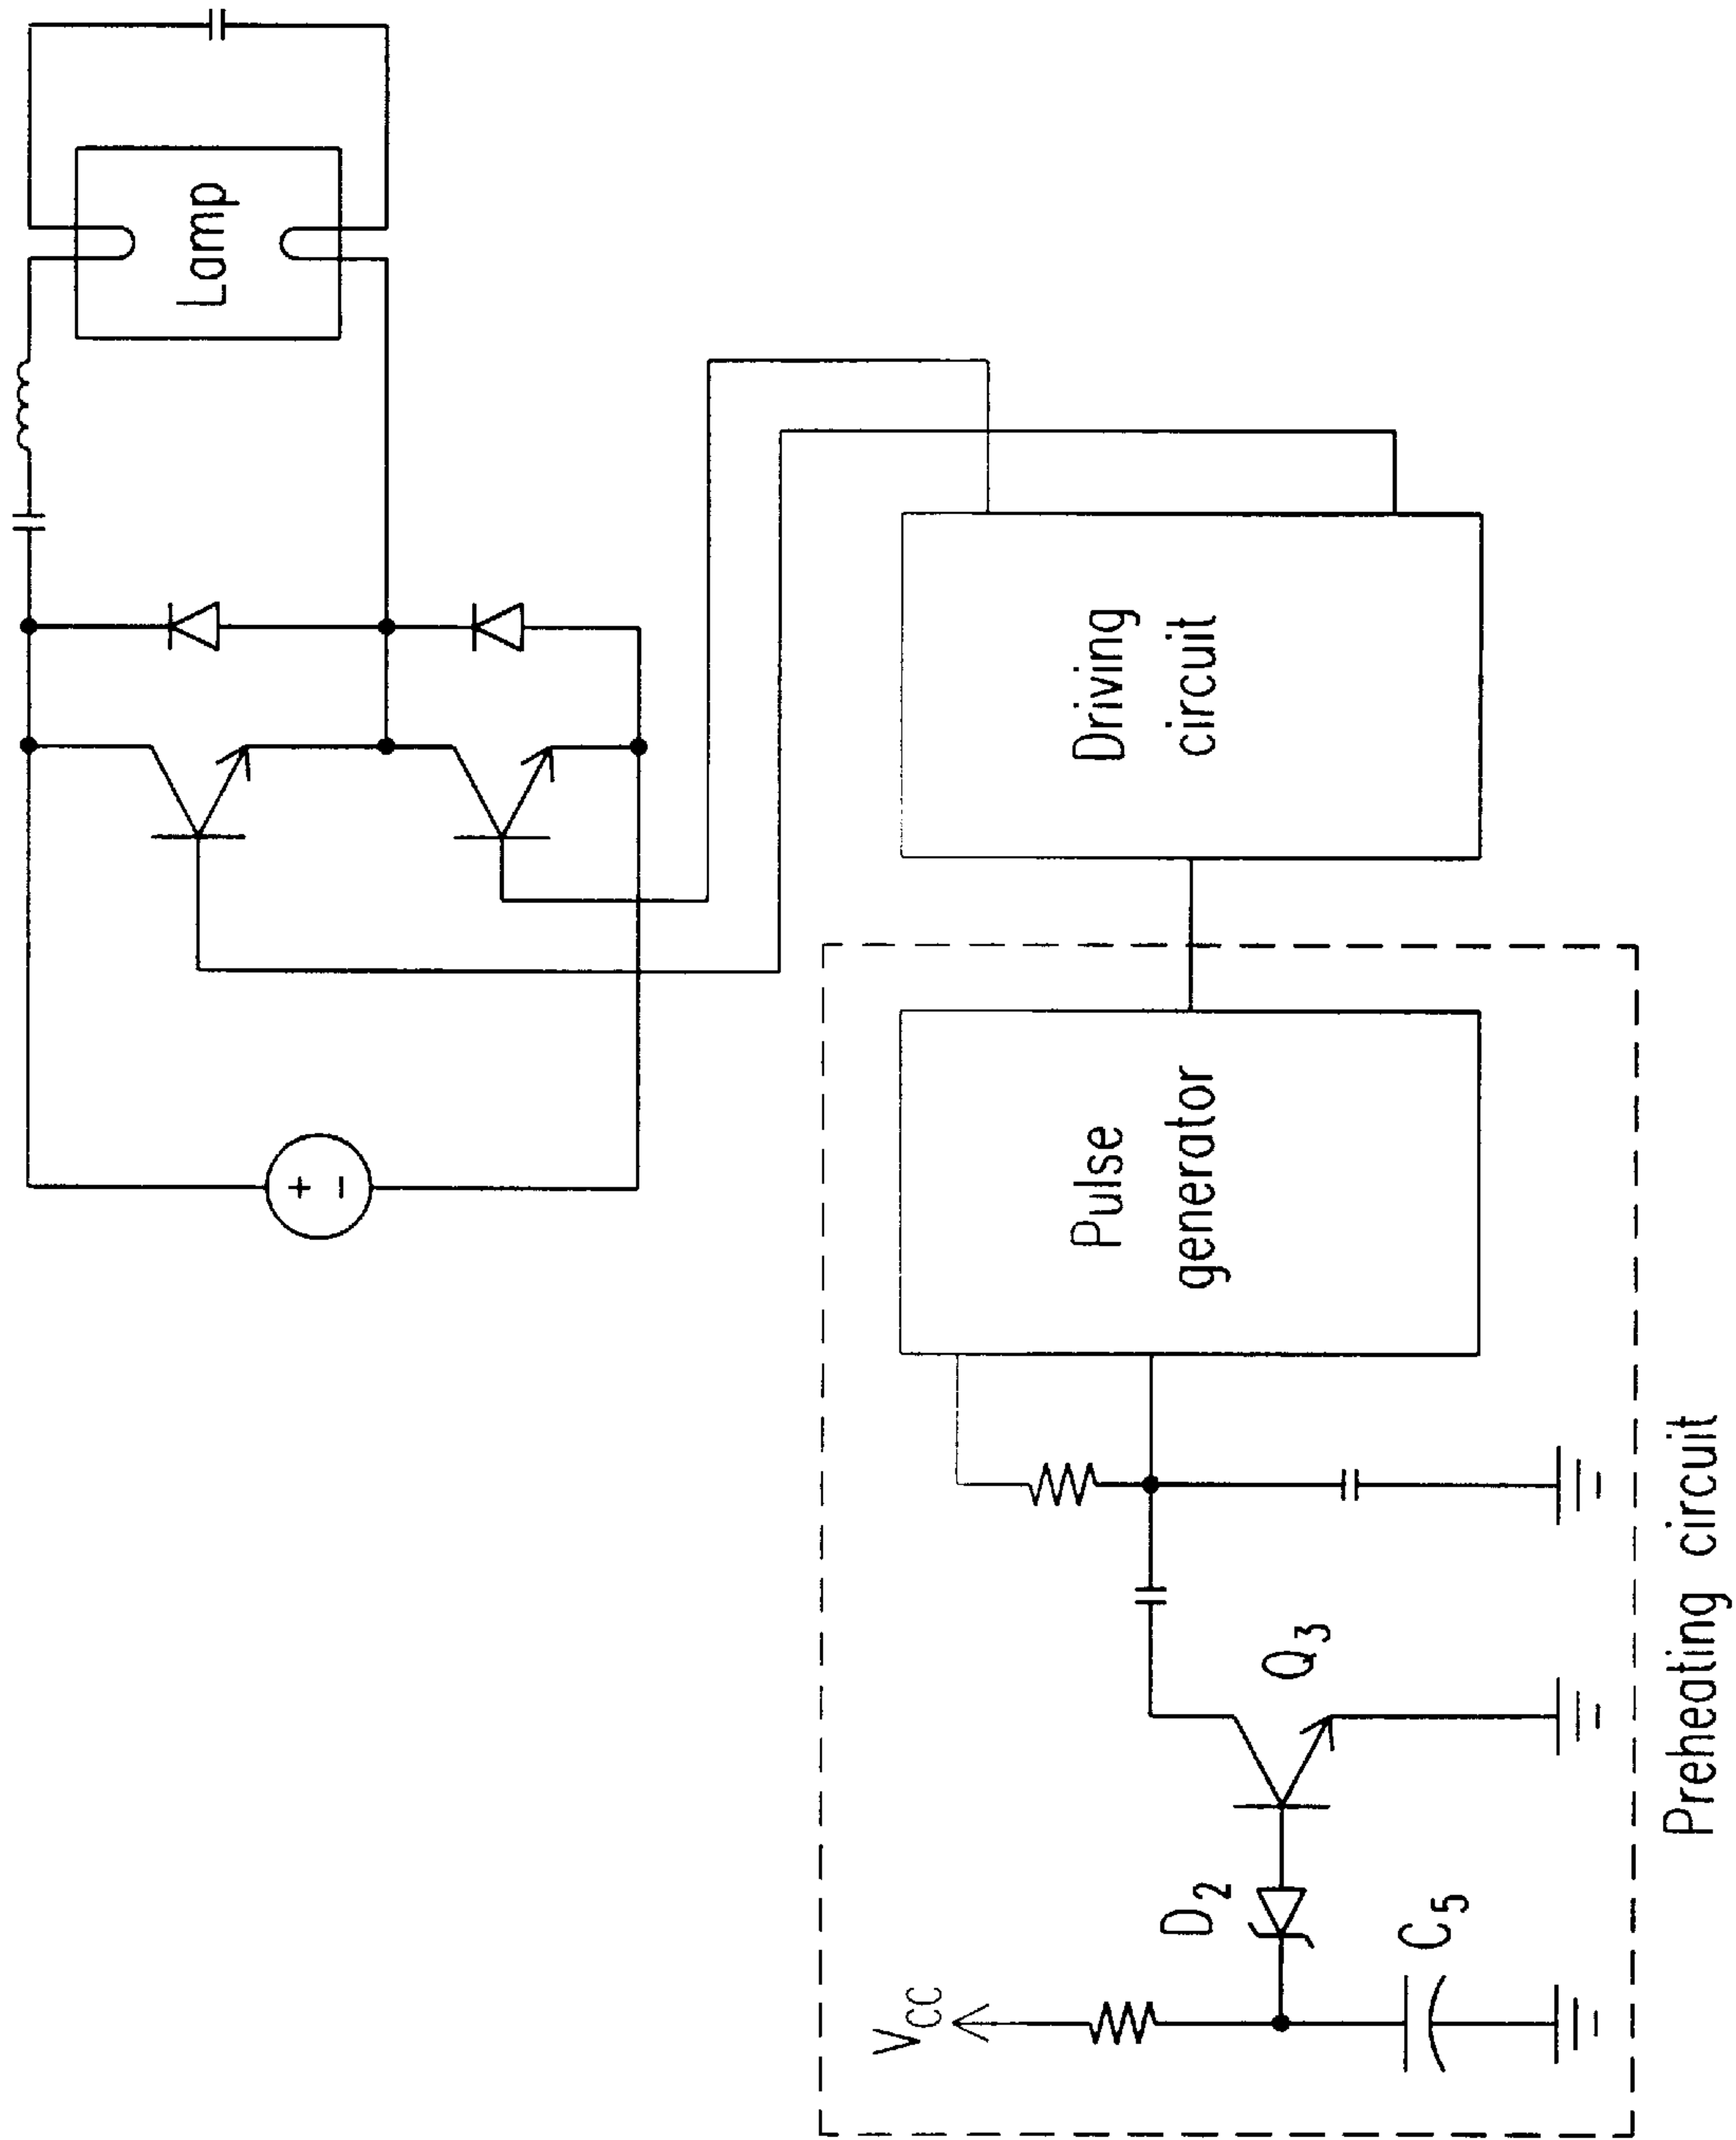 Lamp
+
−
Driving
circuit
Pulse
generator
Q3
D2
C5
VCC
Preheating circuit